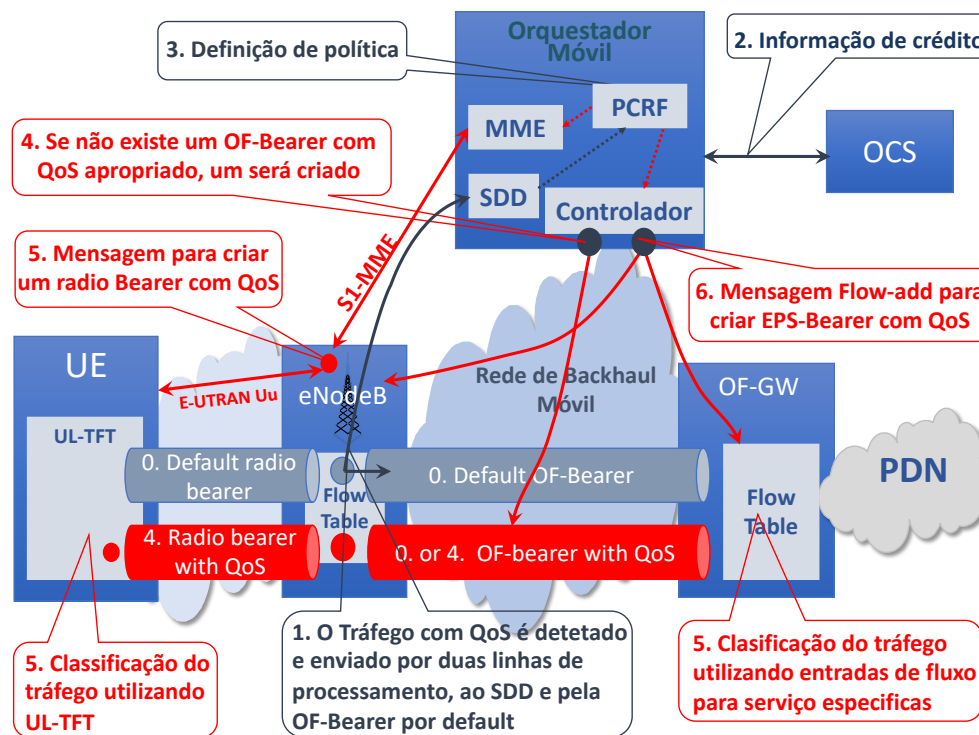 3. Definição de política
Orquestador
Móvil
2. Informação de crédito
PCRF
MME
SDD
Controlador
OCS
4. Se não existe um OF-Bearer com
QoS apropriado, um será criado
5. Mensagem para criar
um radio Bearer com QoS
S1-MME
6. Mensagem Flow-add para
criar EPS-Bearer com QoS
UE
E-UTRAN Uu
eNodeB
Rede de Backhaul
Móvil
OF-GW
UL-TFT
0. Default radio
bearer
Flow
Table
0. Default OF-Bearer
Flow
Table
PDN
4. Radio bearer
with QoS
0. or 4. OF-bearer with QoS
5. Classificação do
tráfego utilizando
UL-TFT
1. O Tráfego com QoS é detetado
e enviado por duas linhas de
processamento, ao SDD e pela
OF-Bearer por default
5. Clasificação do tráfego
utilizando entradas de fluxo
para serviço especificas